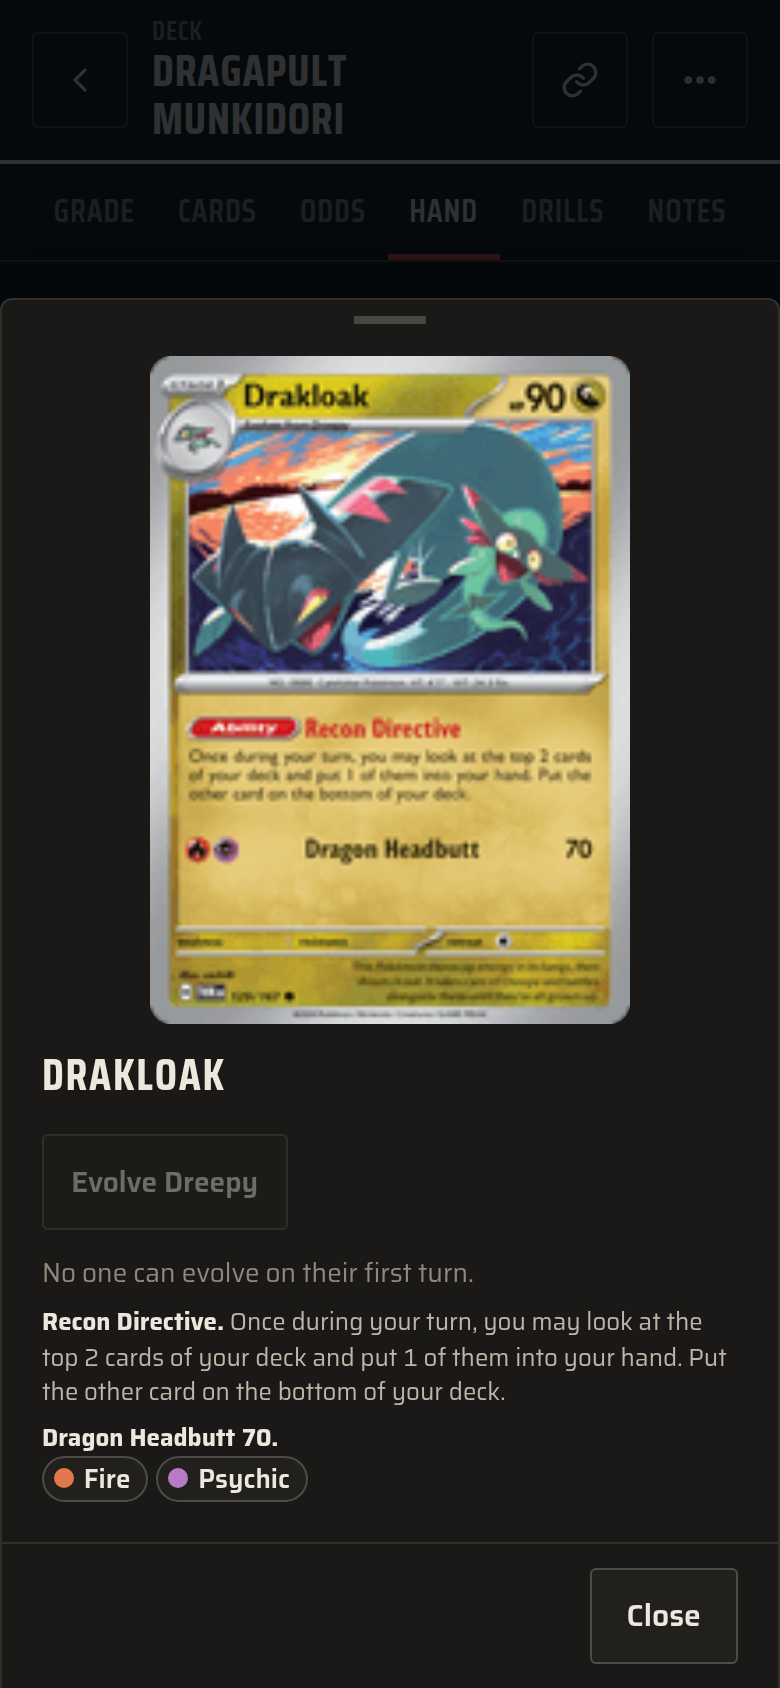 DECK
DRAGAPULT
MUNKIDORI
GRADE CARDS ODDS HAND DRILLS NOTES
Drakloak
HP 90
Ability Recon Directive
Once during your turn, you may look at the top 2 cards
of your deck and put 1 of them into your hand. Put the
other card on the bottom of your deck.
Dragon Headbutt 70
DRAKLOAK
Evolve Dreepy
No one can evolve on their first turn.
Recon Directive. Once during your turn, you may look at the
top 2 cards of your deck and put 1 of them into your hand. Put
the other card on the bottom of your deck.
Dragon Headbutt 70.
Fire Psychic
Close